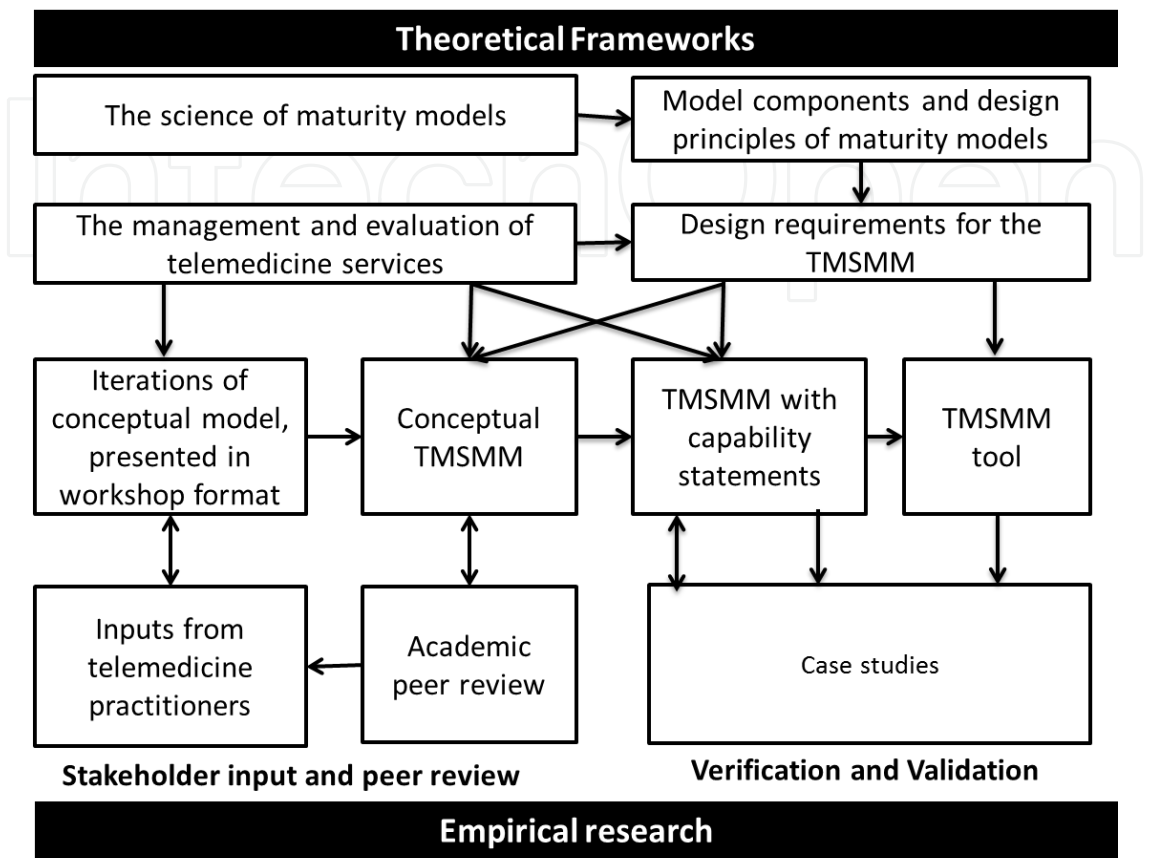 Theoretical Frameworks
The science of maturity models
Model components and design
principles of maturity models
The management and evaluation of
telemedicine services
Design requirements for the
TMSMM
Iterations of
conceptual model,
presented in
workshop format
Conceptual
TMSMM
TMSMM with
capability
statements
TMSMM
tool
Inputs from
telemedicine
practitioners
Academic
peer review
Case studies
Stakeholder input and peer review
Verification and Validation
Empirical research
IntechOpen